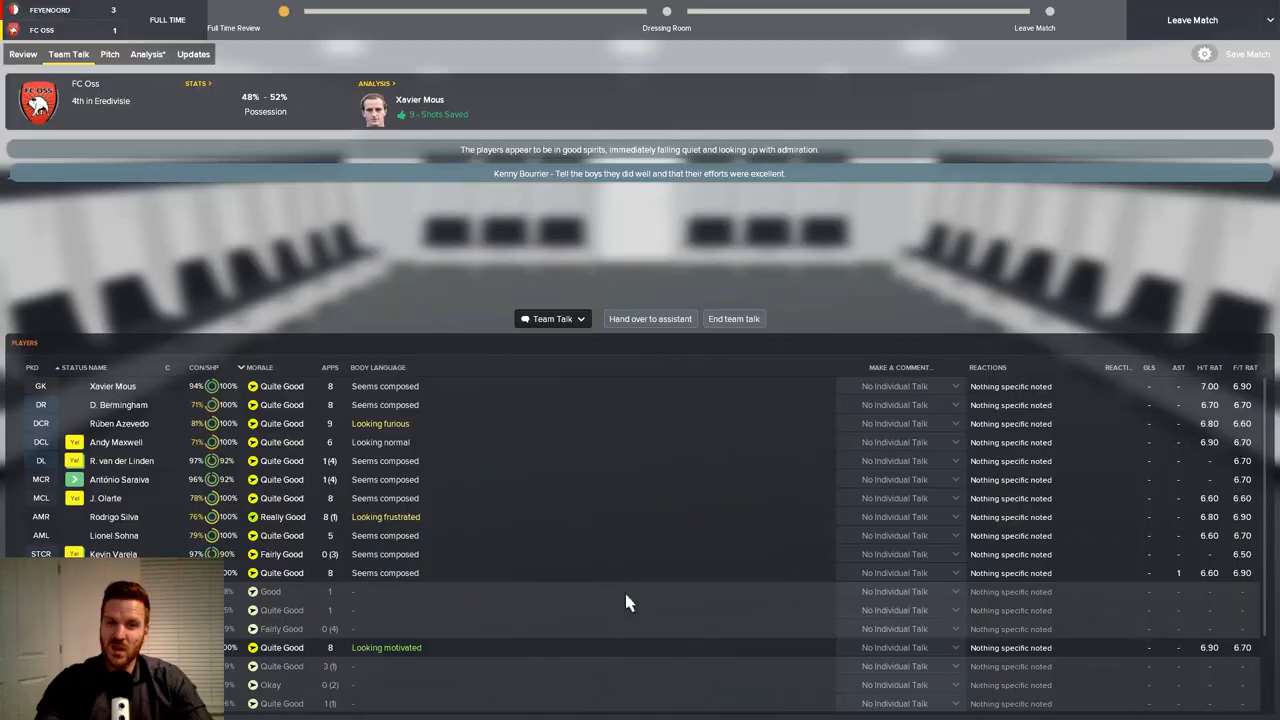 FEYENOORD 3
FC OSS 1
FULL TIME
Full Time Review
Dressing Room
Leave Match
Leave Match
Review Team Talk Pitch Analysis* Updates
Save Match
FC OSS
FC Oss
4th in Eredivisie
STATS >
48% - 52%
Possession
ANALYSIS >
Xavier Mous
9 - Shots Saved
The players appear to be in good spirits, immediately falling quiet and looking up with admiration.
Kenny Bourrier - Tell the boys they did well and that their efforts were excellent.
Team Talk Hand over to assistant End team talk
PLAYERS
PKD STATUS NAME C CON/SHP MORALE APPS BODY LANGUAGE MAKE A COMMENT... REACTIONS REACTI... GLS AST H/T RAT F/T RAT
GK Xavier Mous 94% 100% Quite Good 8 Seems composed No Individual Talk Nothing specific noted - - 7.00 6.90
DR D. Bermingham 71% 100% Quite Good 8 Seems composed No Individual Talk Nothing specific noted - - 6.70 6.70
DCR Rúben Azevedo 81% 100% Quite Good 9 Looking furious No Individual Talk Nothing specific noted - - 6.80 6.60
DCL Yel Andy Maxwell 71% 100% Quite Good 6 Looking normal No Individual Talk Nothing specific noted - - 6.90 6.70
DL Yel R. van der Linden 97% 92% Quite Good 1 (4) Seems composed No Individual Talk Nothing specific noted - - - 6.70
MCR António Saraiva 96% 92% Quite Good 1 (4) Seems composed No Individual Talk Nothing specific noted - - - 6.70
MCL Yel J. Olarte 78% 100% Quite Good 8 Seems composed No Individual Talk Nothing specific noted - - 6.60 6.60
AMR Rodrigo Silva 76% 100% Really Good 8 (1) Looking frustrated No Individual Talk Nothing specific noted - - 6.80 6.90
AML Lionel Sohna 79% 100% Quite Good 5 Seems composed No Individual Talk Nothing specific noted - - 6.60 6.70
STCR Yel Kevin Varela 97% 90% Fairly Good 0 (3) Seems composed No Individual Talk Nothing specific noted - - - 6.50
00% Quite Good 8 Seems composed No Individual Talk Nothing specific noted - 1 6.60 6.90
8% Good 1 - No Individual Talk Nothing specific noted - - - -
5% Quite Good 1 - No Individual Talk Nothing specific noted - - - -
9% Fairly Good 0 (4) - No Individual Talk Nothing specific noted - - - -
00% Quite Good 8 Looking motivated No Individual Talk Nothing specific noted - - 6.90 6.70
9% Quite Good 3 (1) - No Individual Talk Nothing specific noted - - - -
9% Okay 0 (2) - No Individual Talk Nothing specific noted - - - -
6% Quite Good 1 (1) - No Individual Talk Nothing specific noted - - - -